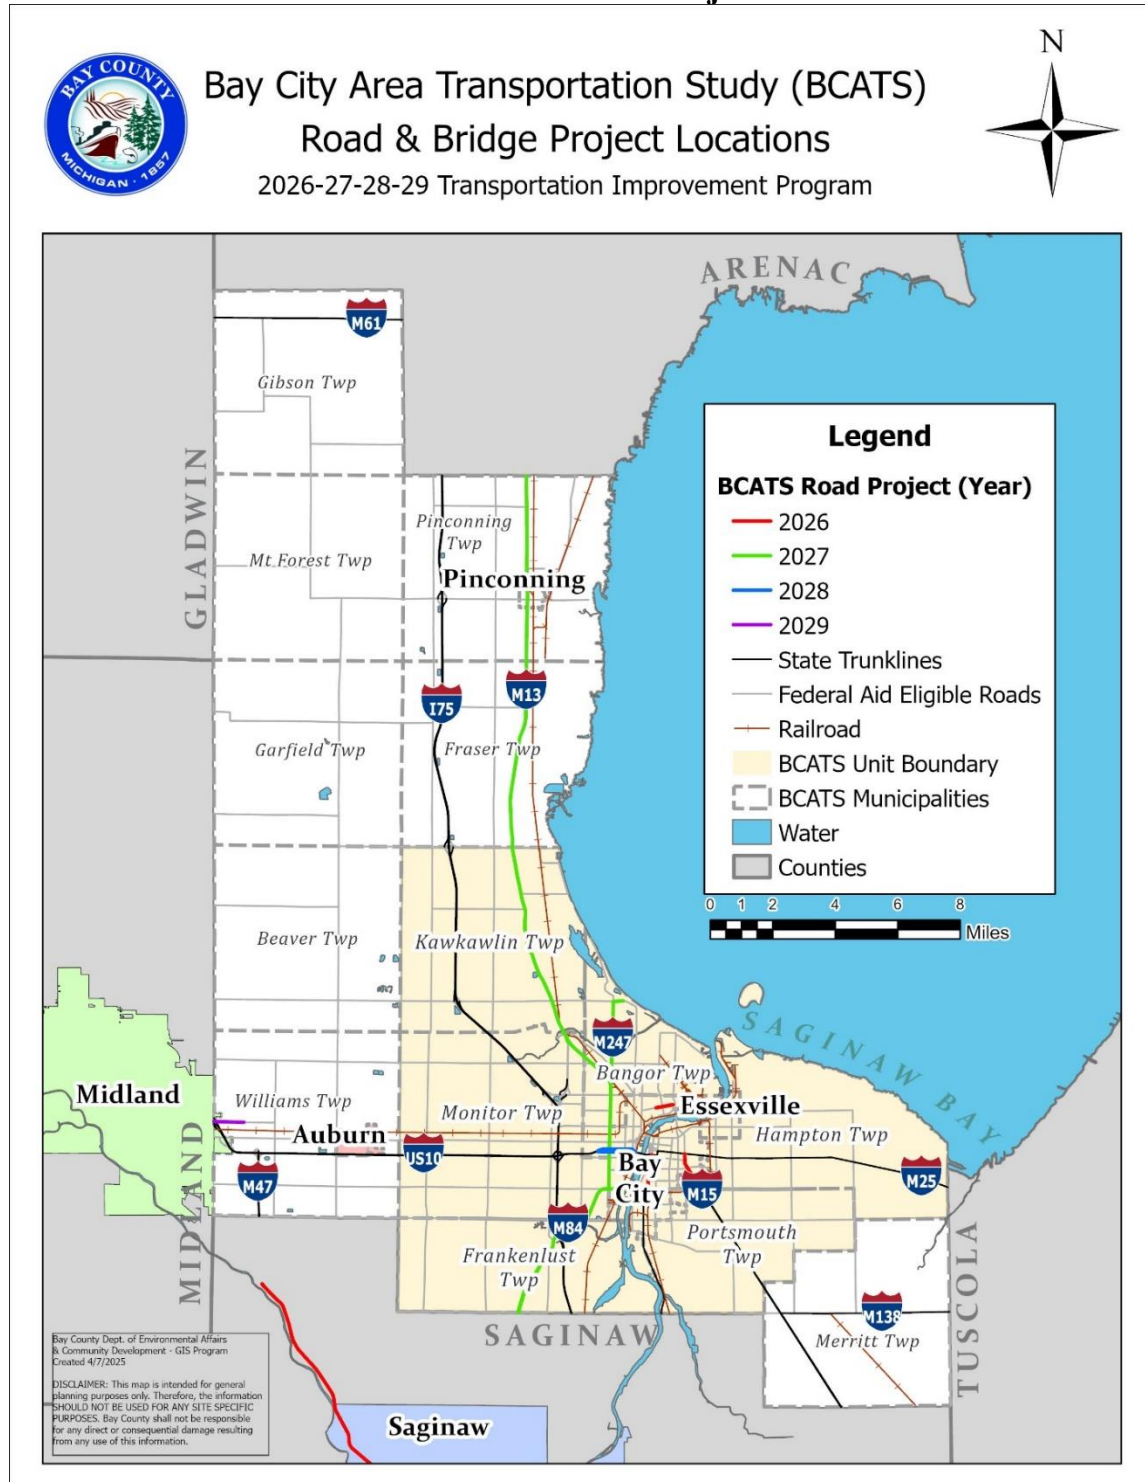 BAY COUNTY
MICHIGAN · 1857
Bay City Area Transportation Study (BCATS)
Road & Bridge Project Locations
2026-27-28-29 Transportation Improvement Program
N
ARENAC
M61
Gibson Twp
GLADWIN
Legend
BCATS Road Project (Year)
2026
2027
2028
2029
State Trunklines
Federal Aid Eligible Roads
Railroad
BCATS Unit Boundary
BCATS Municipalities
Water
Counties
0 1 2 4 6 8
Miles
Pinconning
Twp
Mt Forest Twp
Pinconning
I75
M13
Garfield Twp
Fraser Twp
Beaver Twp
Kawkawlin Twp
SAGINAW BAY
M247
Bangor Twp
Midland
Williams Twp
Monitor Twp
Essexville
Auburn
Hampton Twp
US10
Bay
City
M47
M15
M25
MIDLAND
M84
Portsmouth
Twp
Frankenlust
Twp
TUSCOLA
M138
Merritt Twp
SAGINAW
Saginaw
Bay County Dept. of Environmental Affairs
& Community Development - GIS Program
Created 4/7/2025
DISCLAIMER: This map is intended for general
planning purposes only. Therefore, the information
SHOULD NOT BE USED FOR ANY SITE SPECIFIC
PURPOSES. Bay County shall not be responsible
for any direct or consequential damage resulting
from any use of this information.